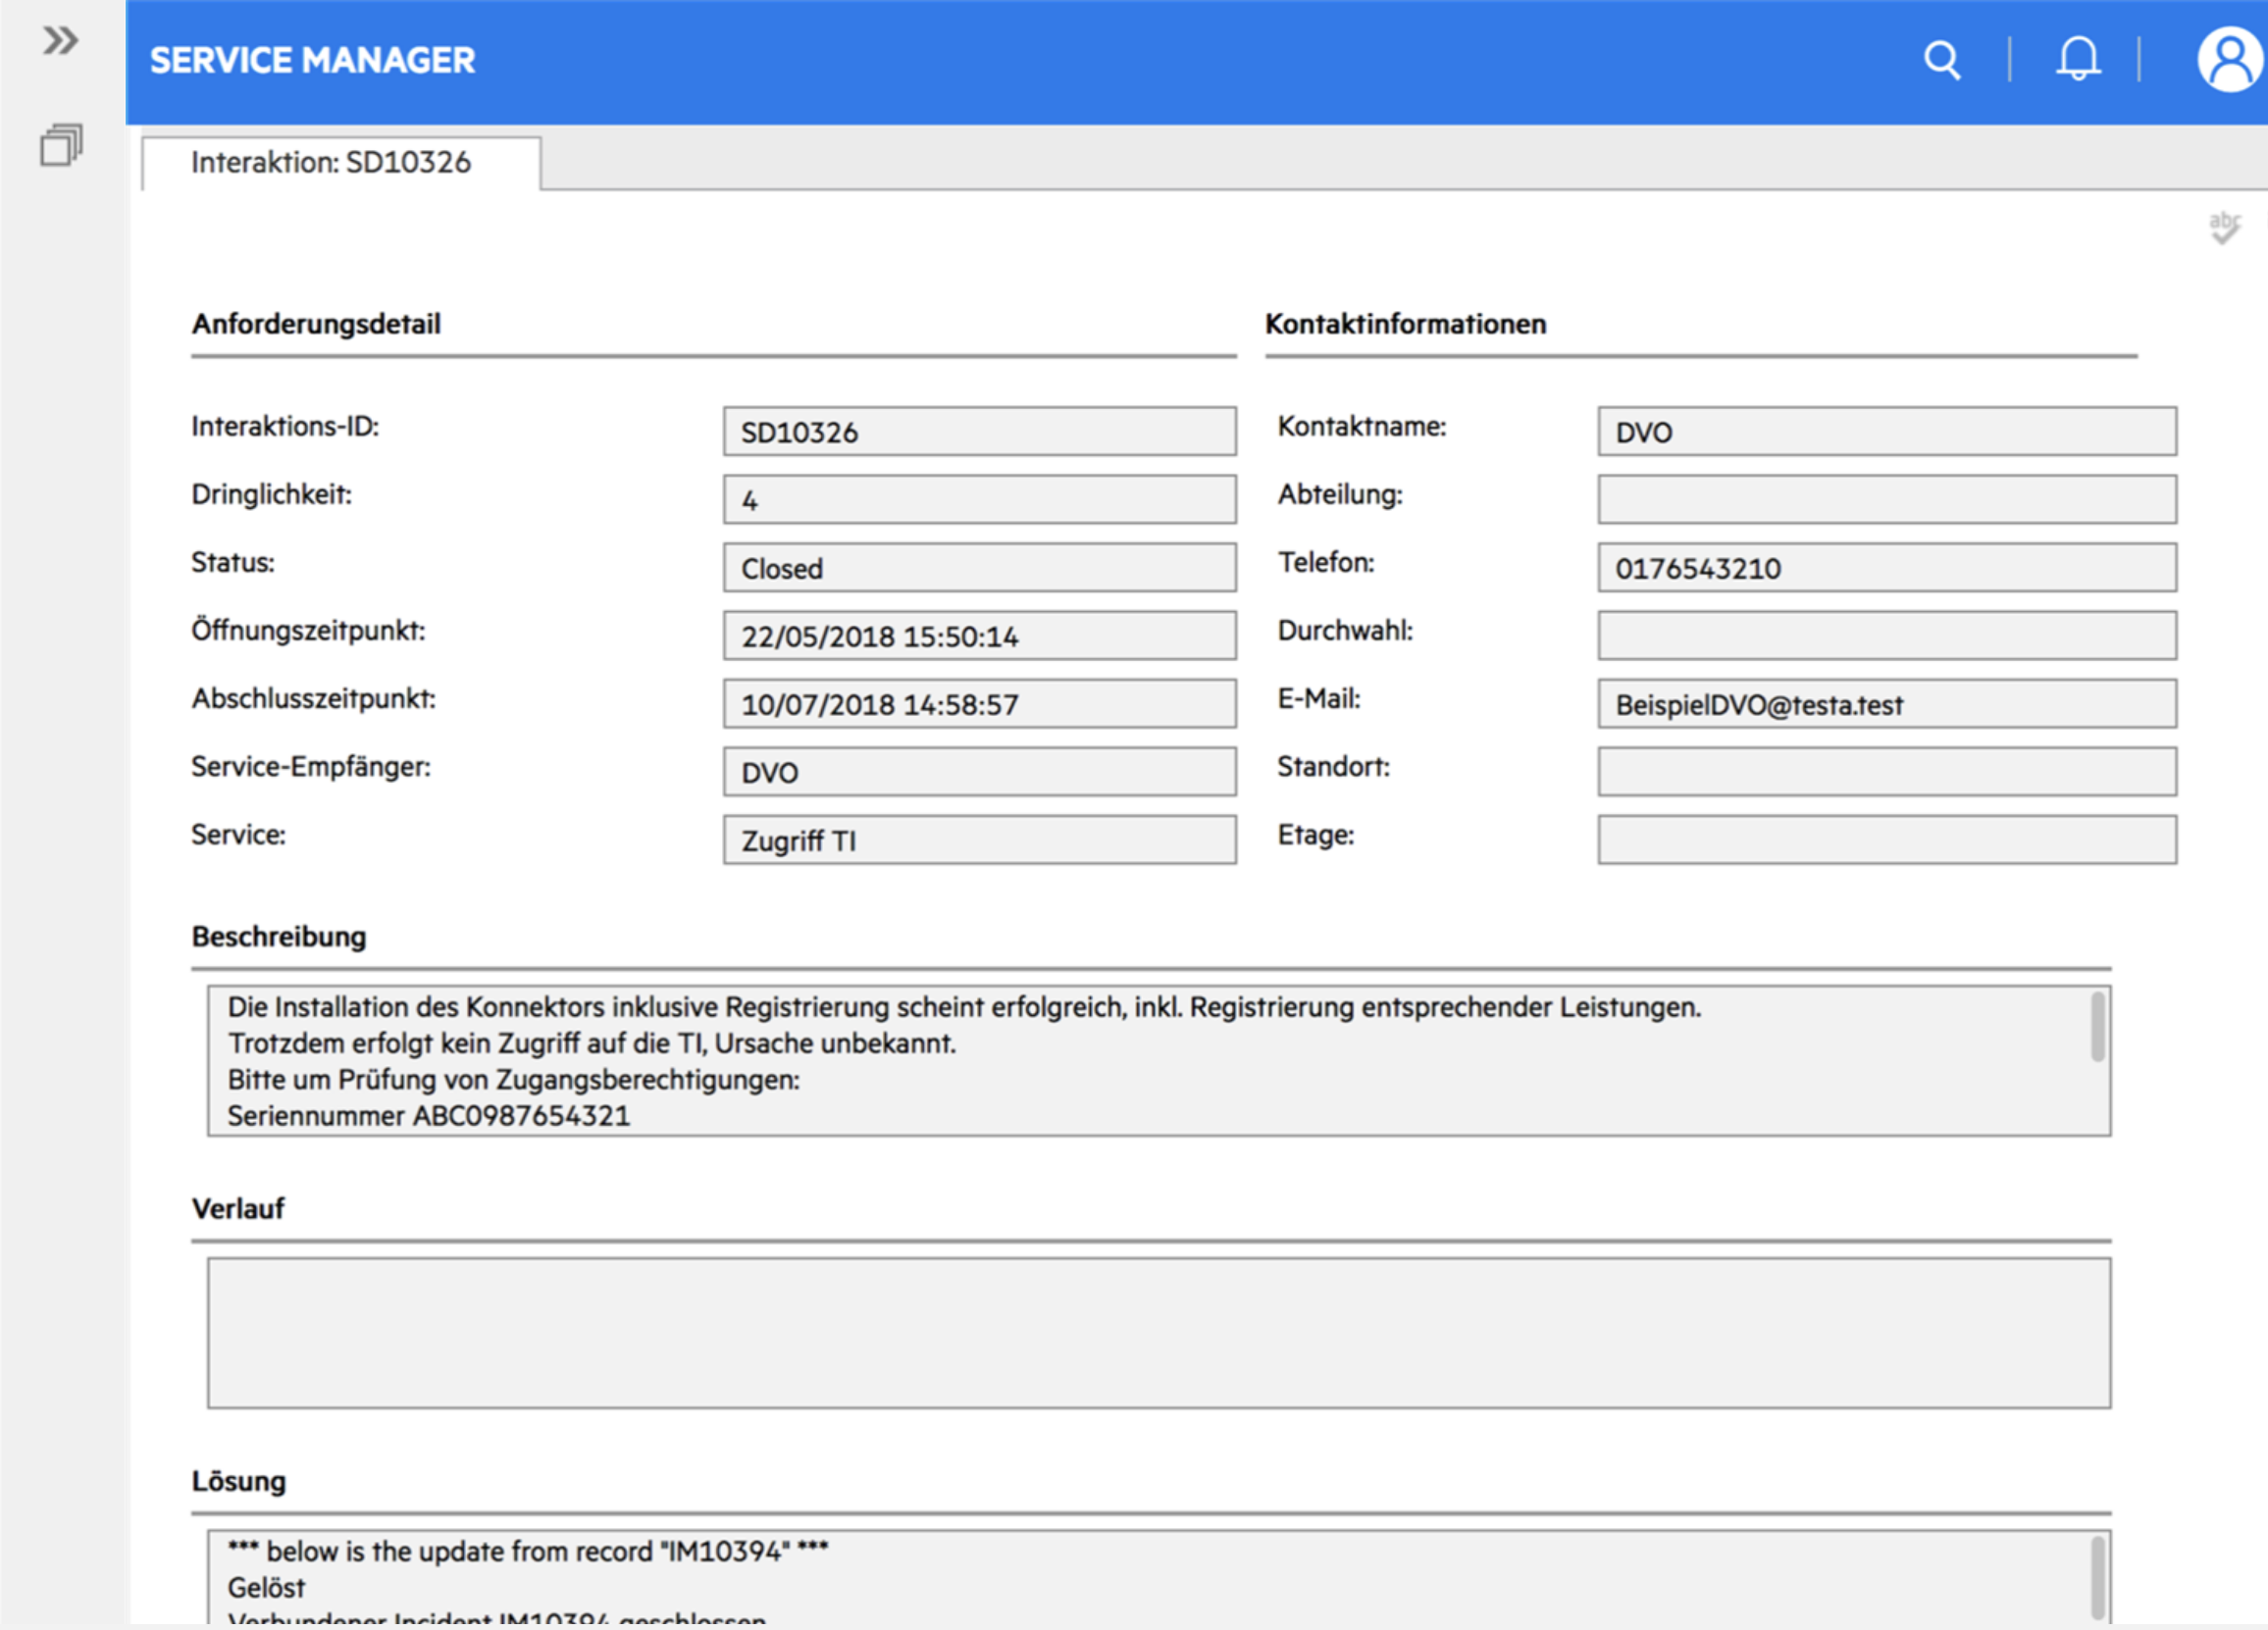 SERVICE MANAGER
Interaktion: SD10326
abc
Anforderungsdetail
Interaktions-ID: SD10326
Dringlichkeit: 4
Status: Closed
Öffnungszeitpunkt: 22/05/2018 15:50:14
Abschlusszeitpunkt: 10/07/2018 14:58:57
Service-Empfänger: DVO
Service: Zugriff TI
Kontaktinformationen
Kontaktname: DVO
Abteilung:
Telefon: 0176543210
Durchwahl:
E-Mail: BeispielDVO@testa.test
Standort:
Etage:
Beschreibung
Die Installation des Konnektors inklusive Registrierung scheint erfolgreich, inkl. Registrierung entsprechender Leistungen.
Trotzdem erfolgt kein Zugriff auf die TI, Ursache unbekannt.
Bitte um Prüfung von Zugangsberechtigungen:
Seriennummer ABC0987654321
Verlauf
Lösung
*** below is the update from record "IM10394" ***
Gelöst
Verbundener Incident IM10394 geschlossen